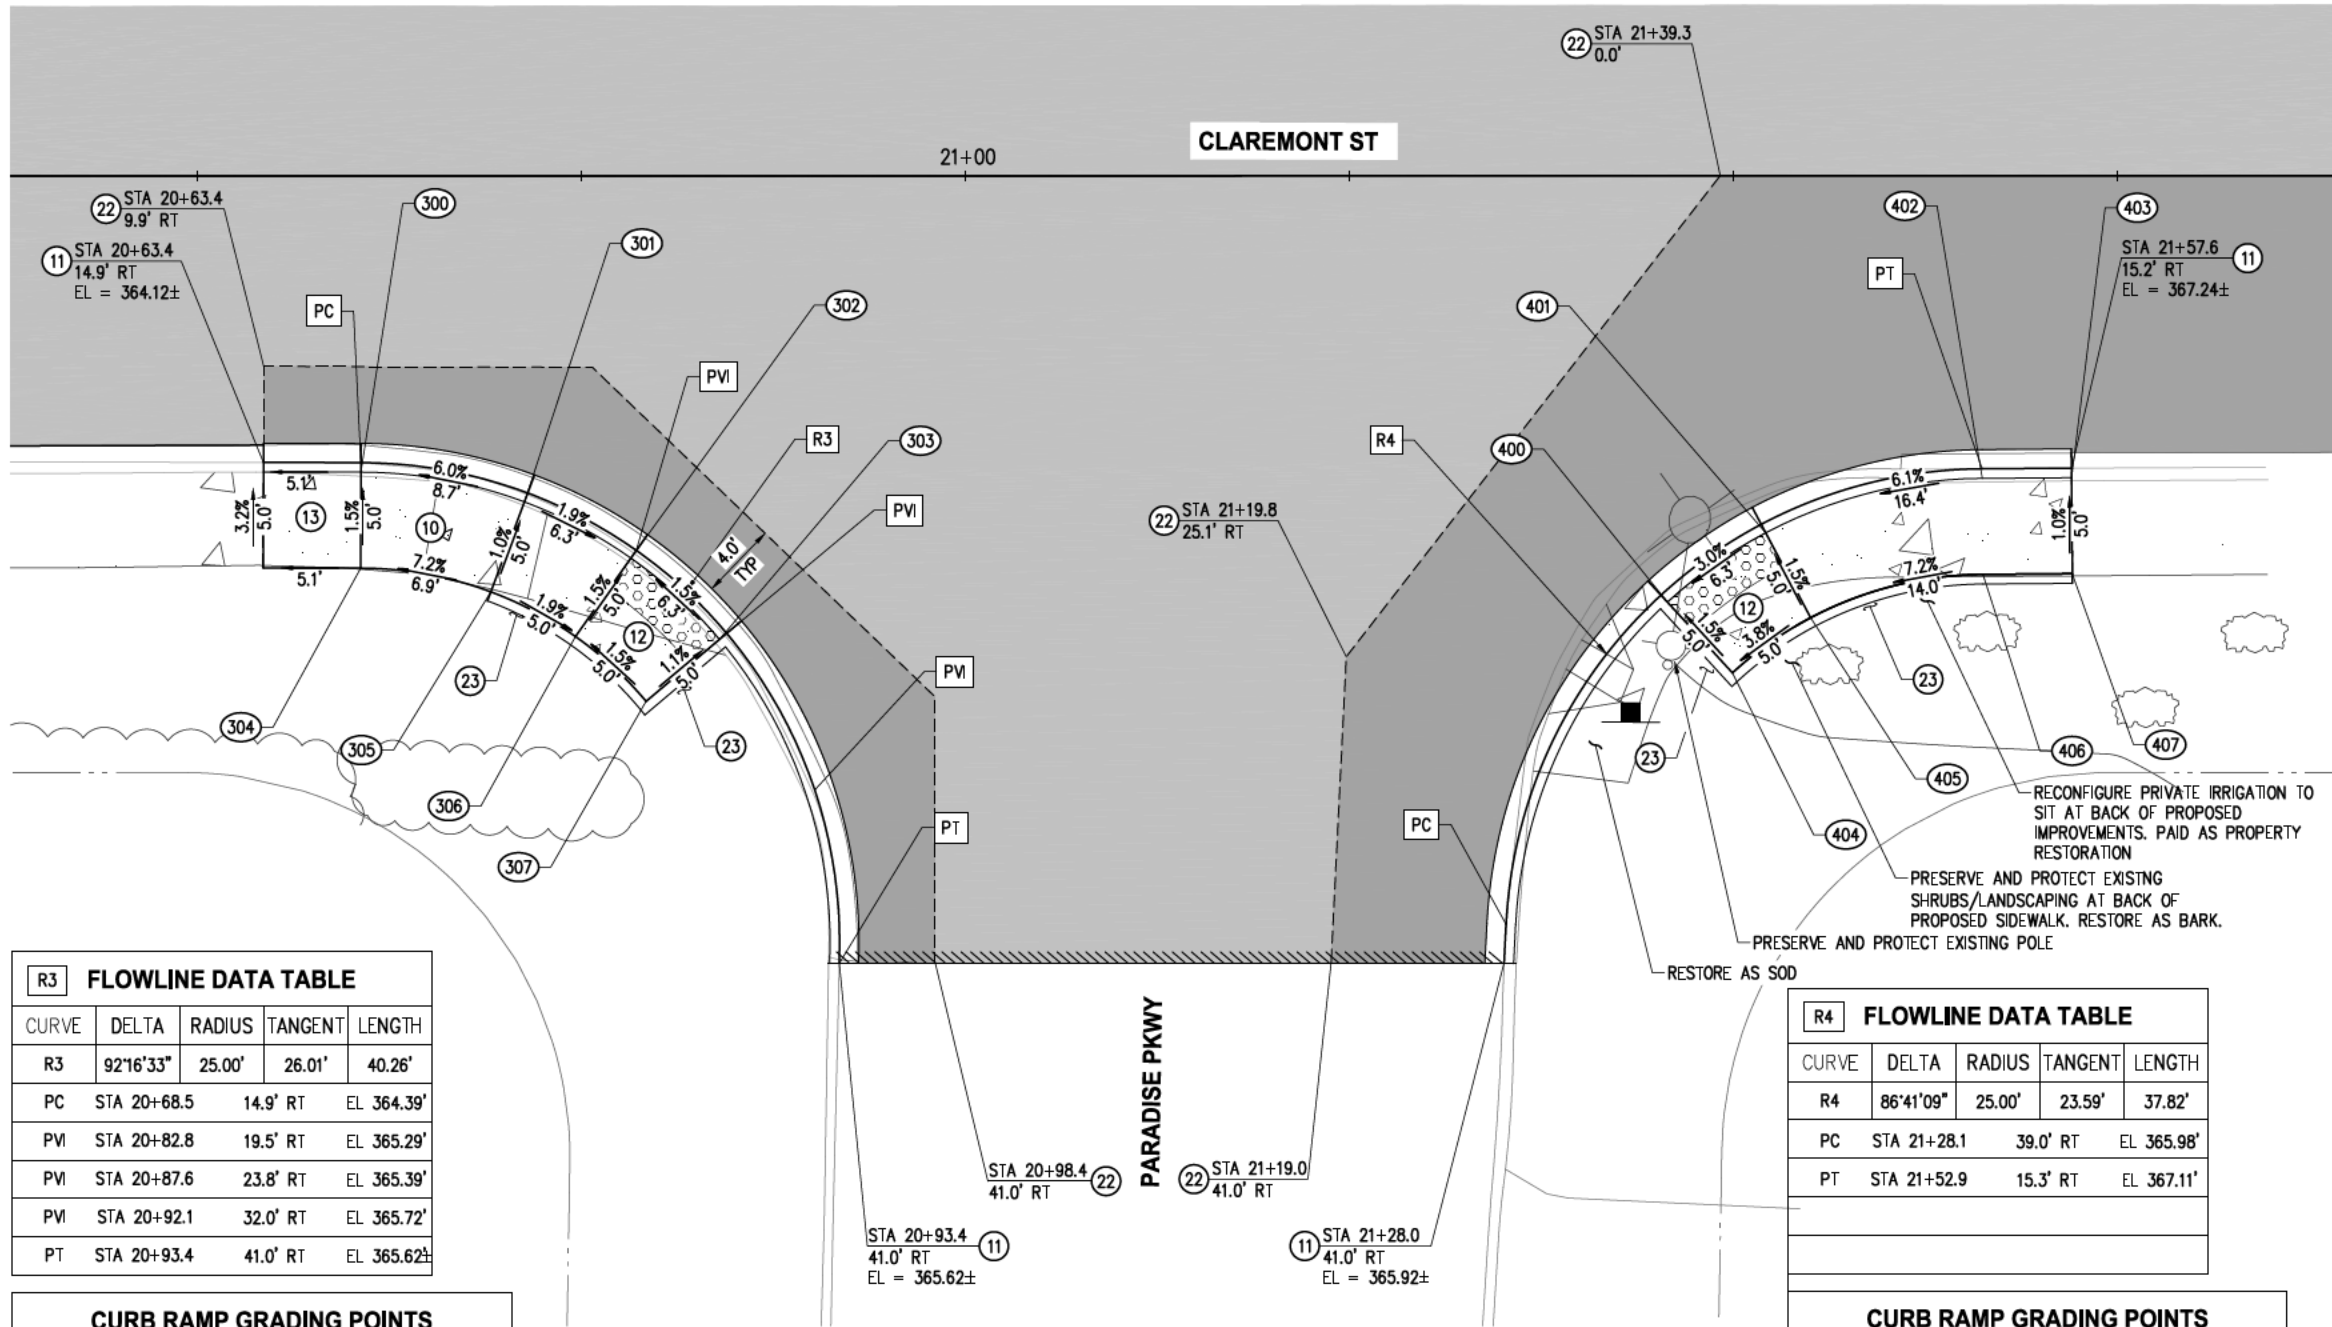 22 STA 21+39.3
0.0'
CLAREMONT ST
21+00
22 STA 20+63.4
9.9' RT
11 STA 20+63.4
14.9' RT
EL = 364.12±
300
301
302
303
PC
PVI
R3
PVI
PVI
PT
402
403
STA 21+57.6 11
15.2' RT
EL = 367.24±
PT
401
R4
400
22 STA 21+19.8
25.1' RT
PC
3.2%
5.0'
5.1'
13
5.1'
1.5%
5.0'
6.0%
8.7'
10
7.2%
6.9'
1.0%
5.0'
1.9%
6.3'
1.9%
5.0'
1.5%
5.0'
1.5%
6.3'
12
1.5%
5.0'
1.1%
5.0'
4.0'
TYP
23
23
304
305
306
307
6.1%
16.4'
1.0%
5.0'
3.0%
6.3'
1.5%
5.0'
7.2%
14.0'
12
1.5%
5.0'
3.8%
5.0'
23
23
406
407
405
404
RECONFIGURE PRIVATE IRRIGATION TO
SIT AT BACK OF PROPOSED
IMPROVEMENTS. PAID AS PROPERTY
RESTORATION
PRESERVE AND PROTECT EXISTNG
SHRUBS/LANDSCAPING AT BACK OF
PROPOSED SIDEWALK. RESTORE AS BARK.
PRESERVE AND PROTECT EXISTING POLE
RESTORE AS SOD
PARADISE PKWY
STA 20+98.4 22
41.0' RT
22 STA 21+19.0
41.0' RT
STA 20+93.4 11
41.0' RT
EL = 365.62±
11 STA 21+28.0
41.0' RT
EL = 365.92±
R3 FLOWLINE DATA TABLE
CURVE DELTA RADIUS TANGENT LENGTH
R3 92°16'33" 25.00' 26.01' 40.26'
PC STA 20+68.5 14.9' RT EL 364.39'
PVI STA 20+82.8 19.5' RT EL 365.29'
PVI STA 20+87.6 23.8' RT EL 365.39'
PVI STA 20+92.1 32.0' RT EL 365.72'
PT STA 20+93.4 41.0' RT EL 365.62±
CURB RAMP GRADING POINTS
R4 FLOWLINE DATA TABLE
CURVE DELTA RADIUS TANGENT LENGTH
R4 86°41'09" 25.00' 23.59' 37.82'
PC STA 21+28.1 39.0' RT EL 365.98'
PT STA 21+52.9 15.3' RT EL 367.11'
CURB RAMP GRADING POINTS